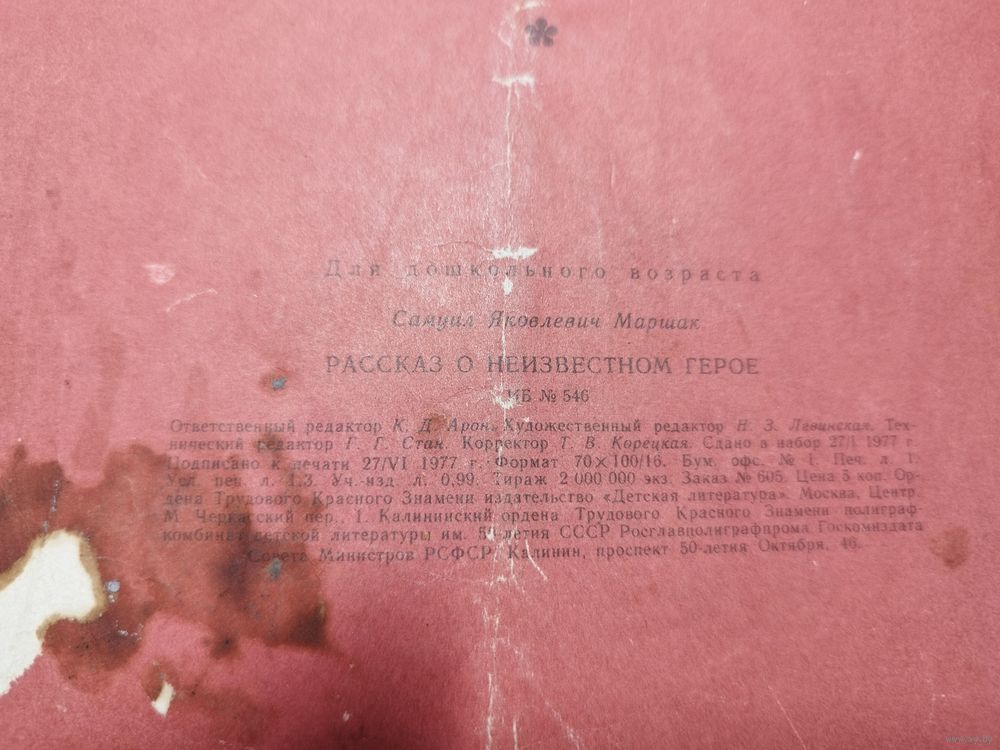 Для дошкольного возраста
Самуил Яковлевич Маршак
РАССКАЗ О НЕИЗВЕСТНОМ ГЕРОЕ
ИБ № 546
Ответственный редактор К. Д. Арон. Художественный редактор Н. З. Левинская. Тех-
нический редактор Г. Г. Стан. Корректор Т. В. Корецкая. Сдано в набор 27/I 1977 г.
Подписано к печати 27/VI 1977 г. Формат 70×100/16. Бум. офс. № 1. Печ. л. 1.
Усл. печ. л. 1.3. Уч.-изд. л. 0,99. Тираж 2 000 000 экз. Заказ № 605. Цена 5 коп. Ор-
дена Трудового Красного Знамени издательство «Детская литература». Москва, Центр,
М. Черкасский пер., 1. Калининский ордена Трудового Красного Знамени полиграф-
комбинат детской литературы им. 50-летия СССР Росглавполиграфпрома Госкомиздата
Совета Министров РСФСР. Калинин, проспект 50-летия Октября, 46.